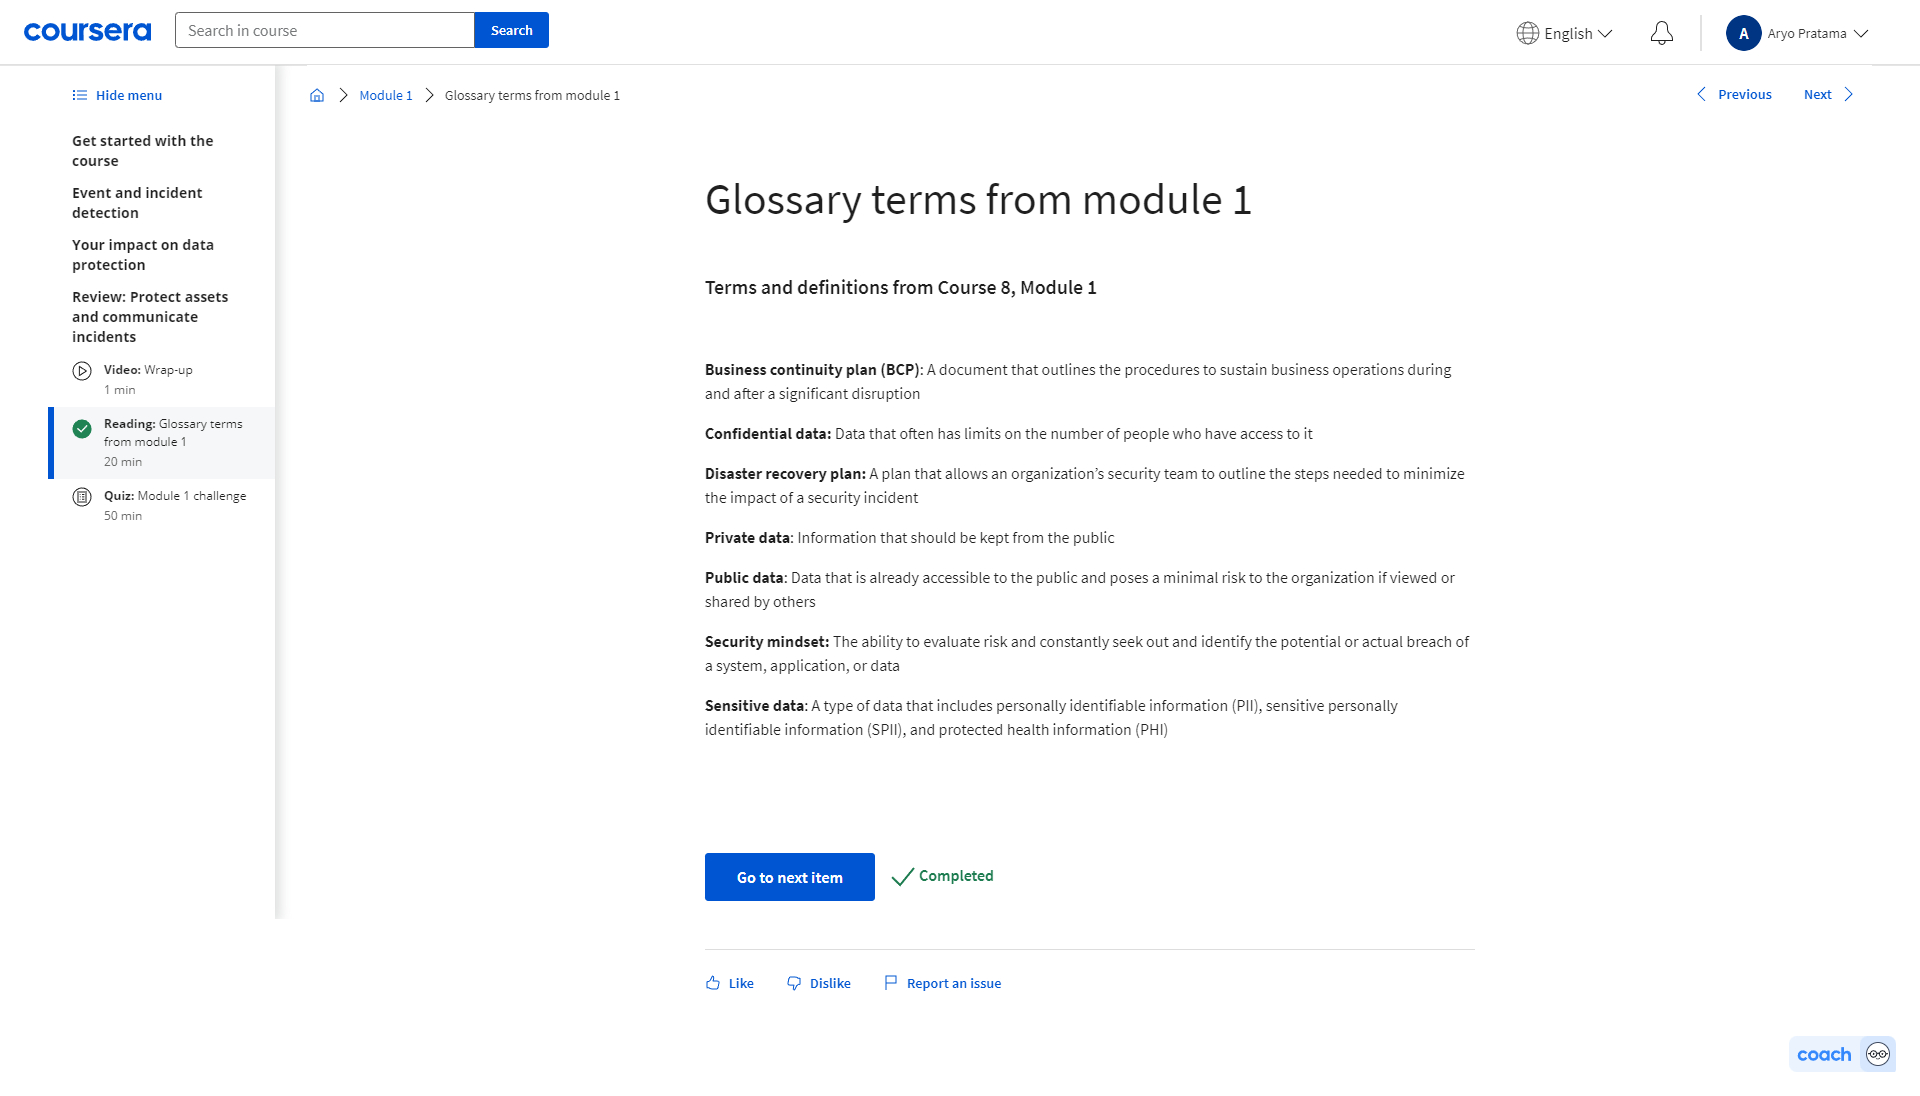 coursera
Search in course
Search
English
A
Aryo Pratama
Hide menu
Get started with the
course
Event and incident
detection
Your impact on data
protection
Review: Protect assets
and communicate
incidents
Video: Wrap-up
1 min
Reading: Glossary terms
from module 1
20 min
Quiz: Module 1 challenge
50 min
Module 1
Glossary terms from module 1
Previous
Next
Glossary terms from module 1
Terms and definitions from Course 8, Module 1
Business continuity plan (BCP): A document that outlines the procedures to sustain business operations during
and after a significant disruption
Confidential data: Data that often has limits on the number of people who have access to it
Disaster recovery plan: A plan that allows an organization’s security team to outline the steps needed to minimize
the impact of a security incident
Private data: Information that should be kept from the public
Public data: Data that is already accessible to the public and poses a minimal risk to the organization if viewed or
shared by others
Security mindset: The ability to evaluate risk and constantly seek out and identify the potential or actual breach of
a system, application, or data
Sensitive data: A type of data that includes personally identifiable information (PII), sensitive personally
identifiable information (SPII), and protected health information (PHI)
Go to next item
Completed
Like
Dislike
Report an issue
coach